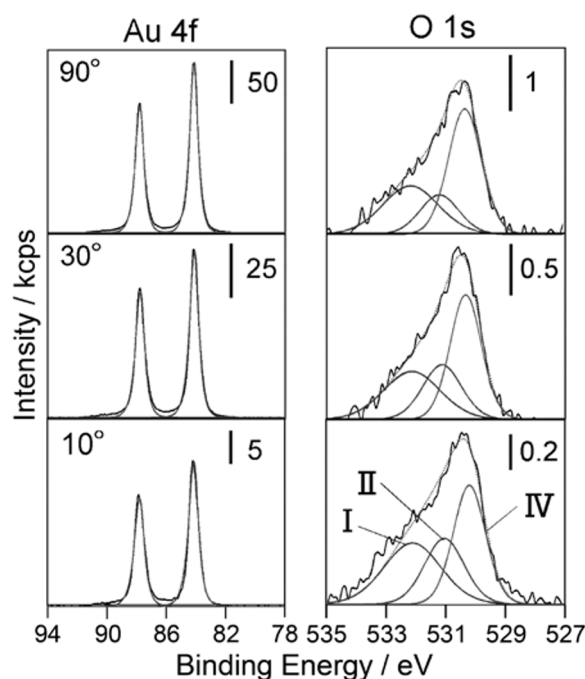 Au 4f
O 1s
90°
50
1
30°
25
0.5
10°
5
0.2
I
II
IV
Intensity / kcps
94 90 86 82 78
535 533 531 529 527
Binding Energy / eV